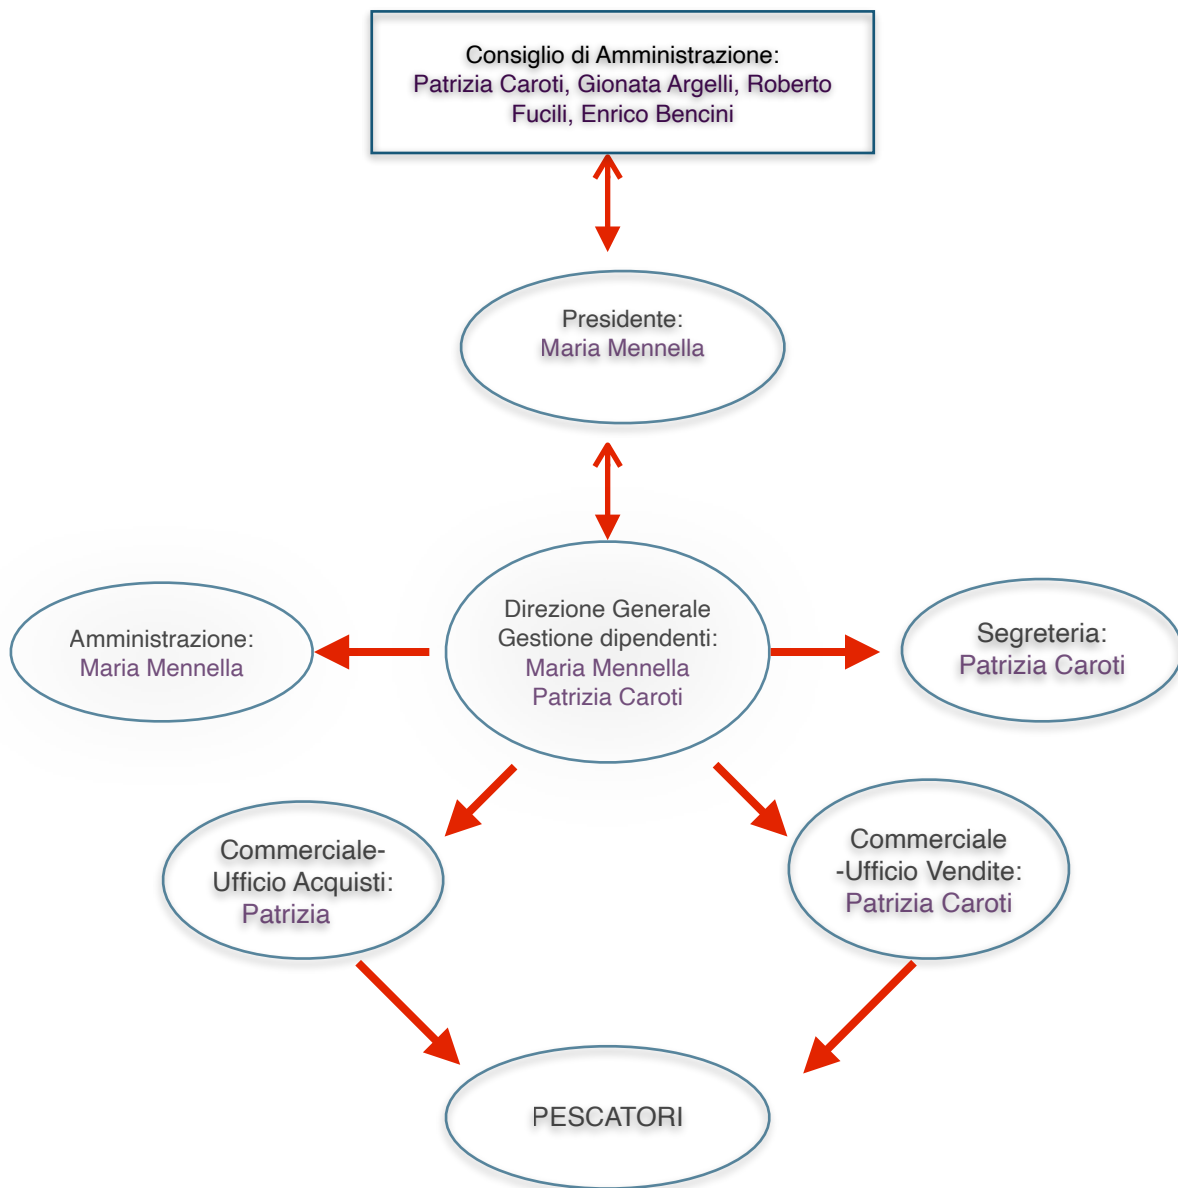 Consiglio di Amministrazione:
Patrizia Caroti, Gionata Argelli, Roberto
Fucili, Enrico Bencini
Presidente:
Maria Mennella
Direzione Generale
Gestione dipendenti:
Maria Mennella
Patrizia Caroti
Amministrazione:
Maria Mennella
Segreteria:
Patrizia Caroti
Commerciale-
Ufficio Acquisti:
Patrizia
Commerciale
-Ufficio Vendite:
Patrizia Caroti
PESCATORI